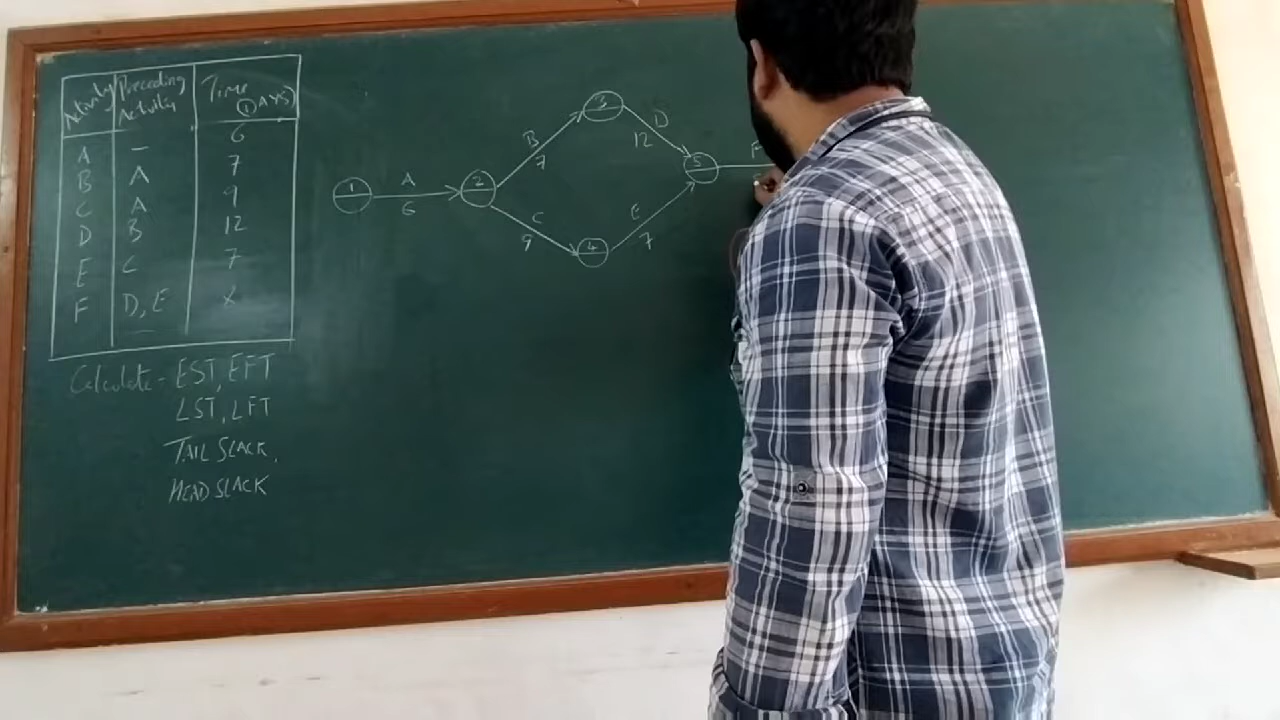 Activity Preceding Activity Time (DAYS)
A – 6
B A 7
C A 9
D B 12
E C 7
F D, E
Calculate - EST, EFT
LST, LFT
TAIL SLACK,
HEAD SLACK
1 A 6 2
B 7 3 D 12 5 F
C 9 4 E 7